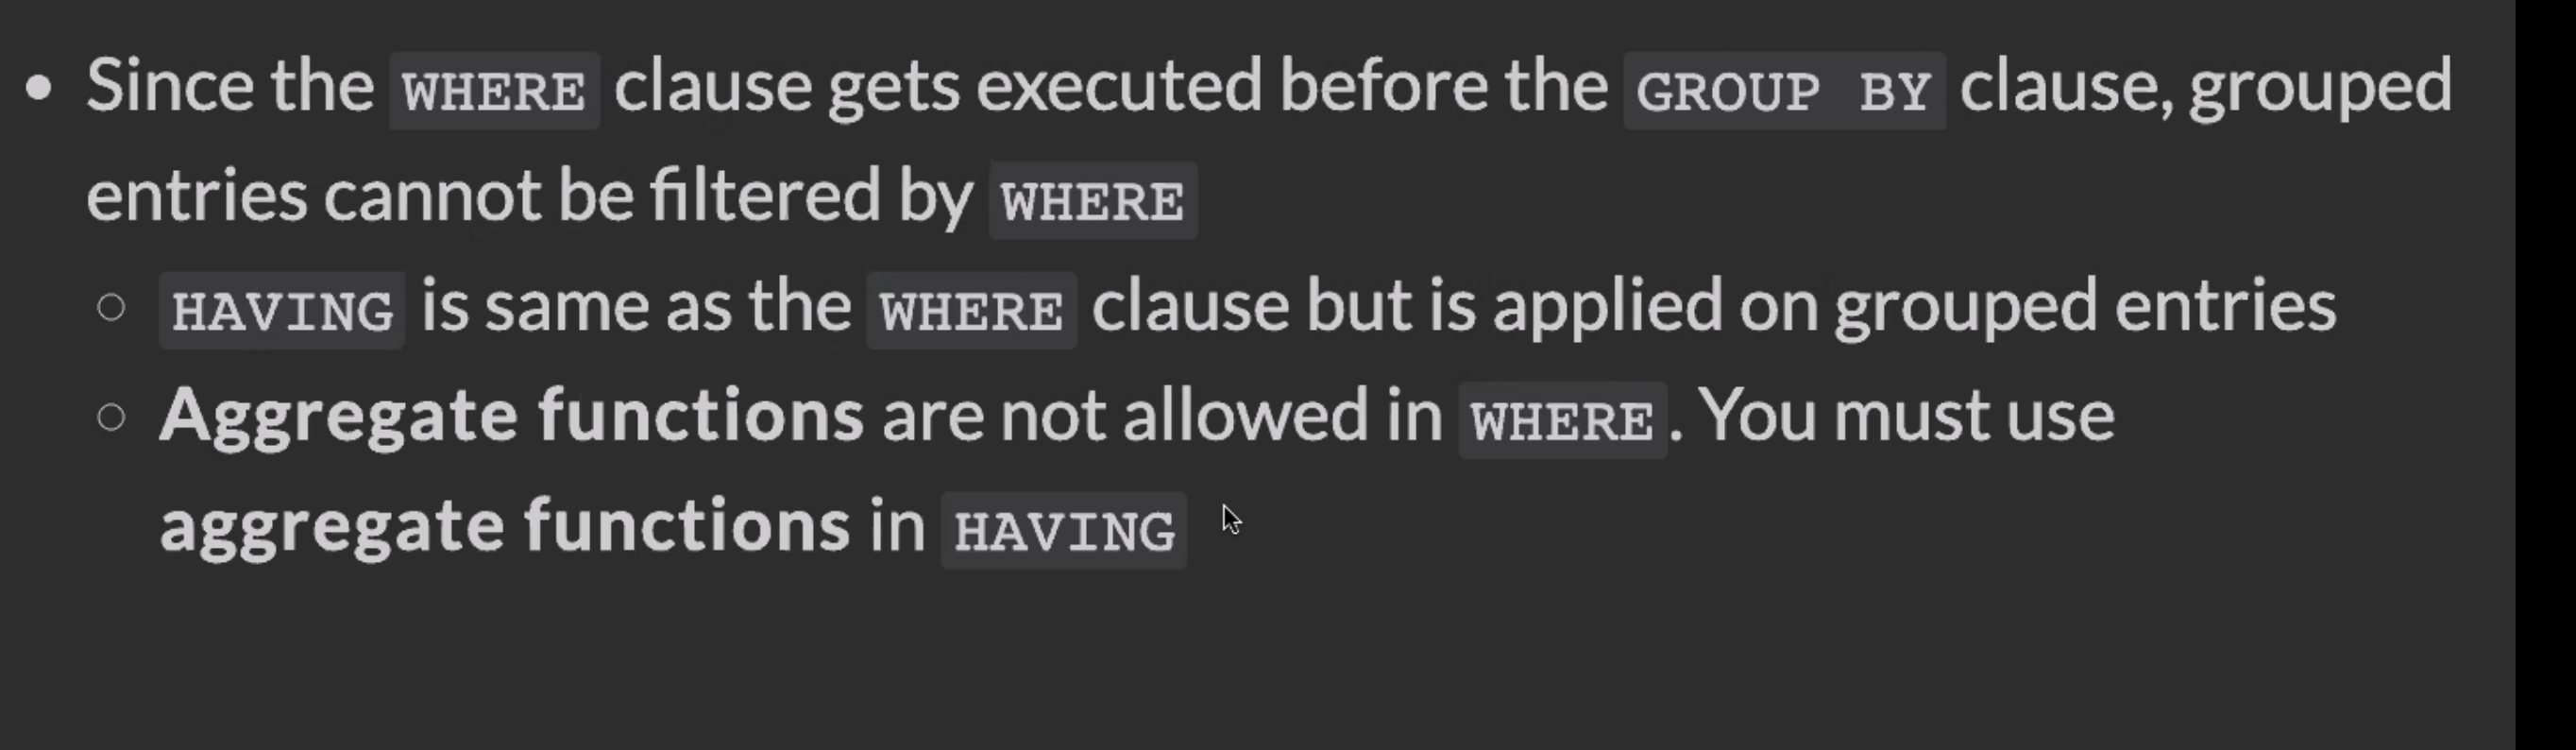 Since the WHERE clause gets executed before the GROUP BY clause, grouped
entries cannot be filtered by WHERE
HAVING is same as the WHERE clause but is applied on grouped entries
Aggregate functions are not allowed in WHERE. You must use
aggregate functions in HAVING